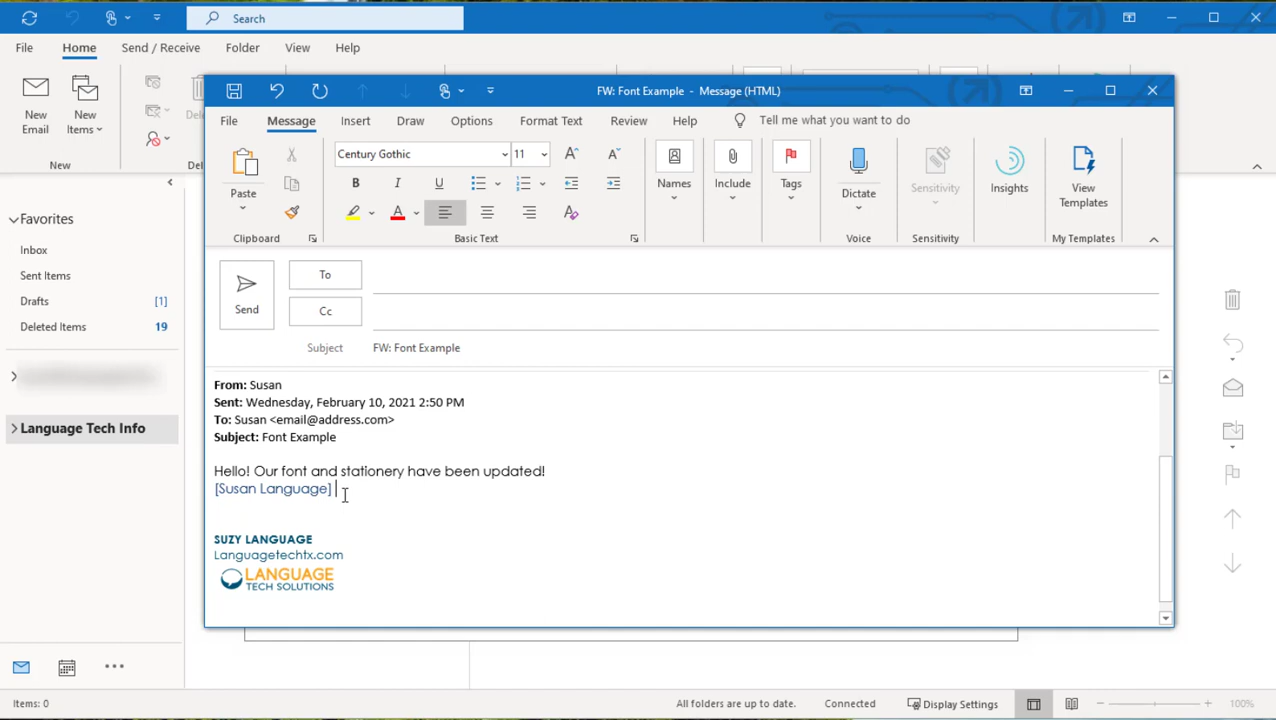 Search
File Home Send / Receive Folder View Help
New Email
New Items
FW: Font Example - Message (HTML)
File Message Insert Draw Options Format Text Review Help Tell me what you want to do
Century Gothic 11
B I U
Paste
Names
Include
Tags
Dictate
Sensitivity
Insights
View Templates
New
Del
Clipboard Basic Text Voice Sensitivity My Templates
Favorites
Inbox
Sent Items
Drafts [1]
Deleted Items 19
Language Tech Info
Send
To
Cc
Subject FW: Font Example
From: Susan
Sent: Wednesday, February 10, 2021 2:50 PM
To: Susan <email@address.com>
Subject: Font Example
Hello! Our font and stationery have been updated!
[Susan Language]
SUZY LANGUAGE
Languagetechtx.com
LANGUAGE
TECH SOLUTIONS
Items: 0 All folders are up to date. Connected Display Settings 100%